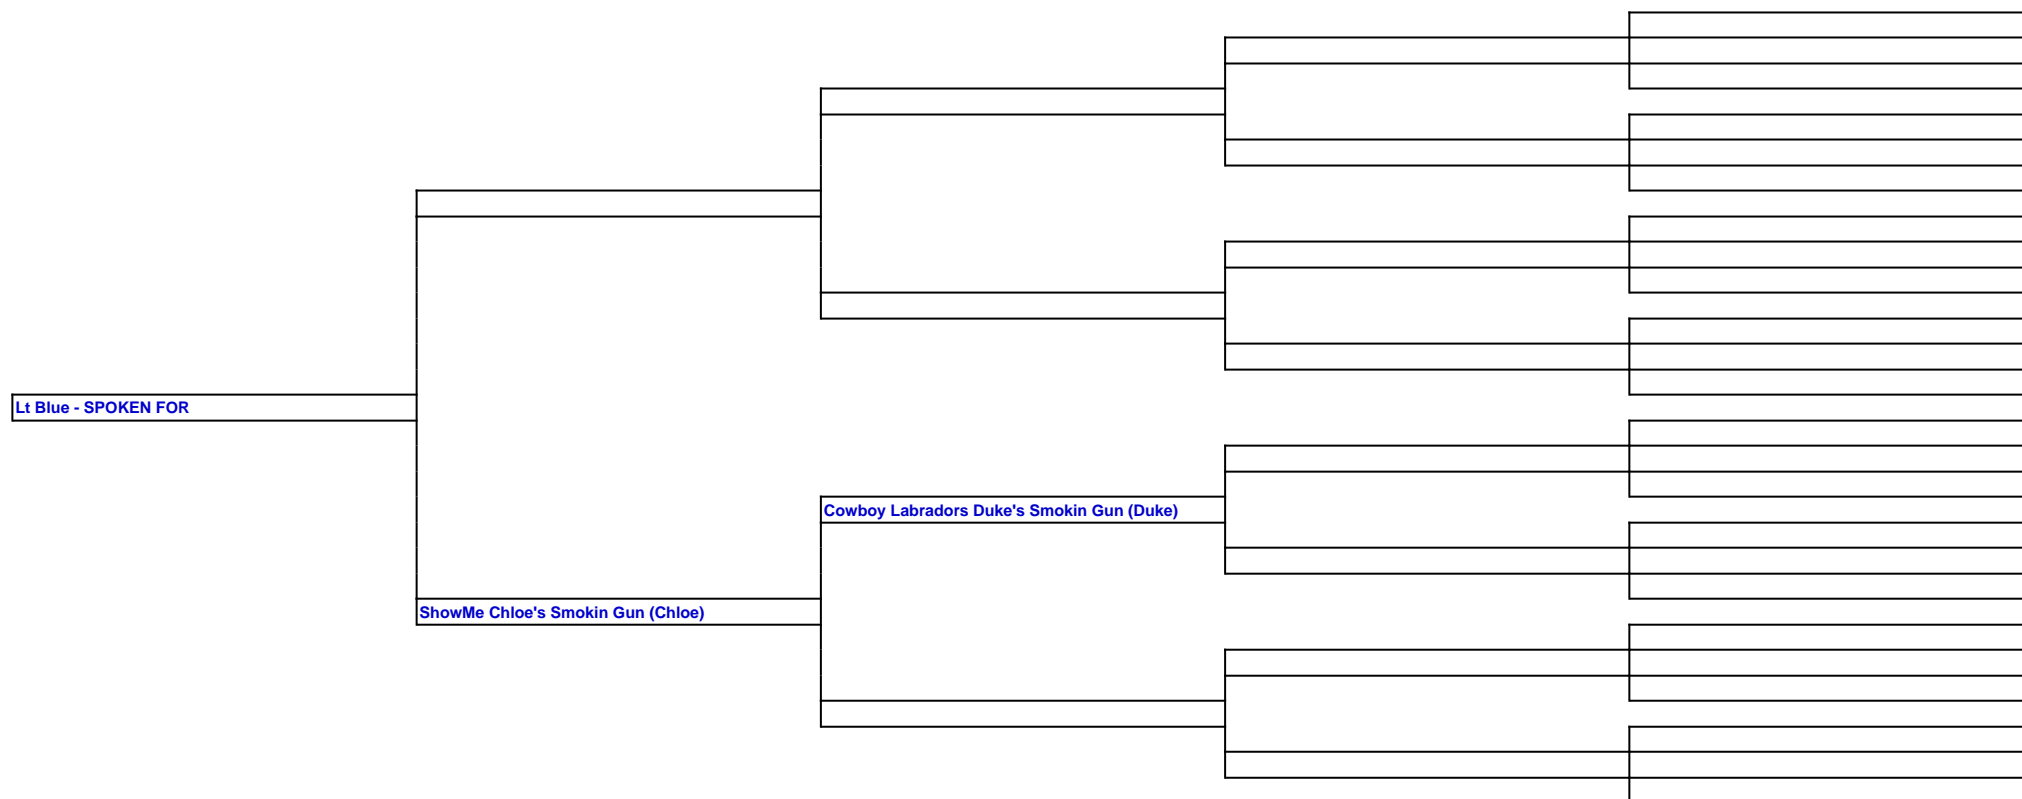 Lt Blue - SPOKEN FOR
Cowboy Labradors Duke's Smokin Gun (Duke)
ShowMe Chloe's Smokin Gun (Chloe)